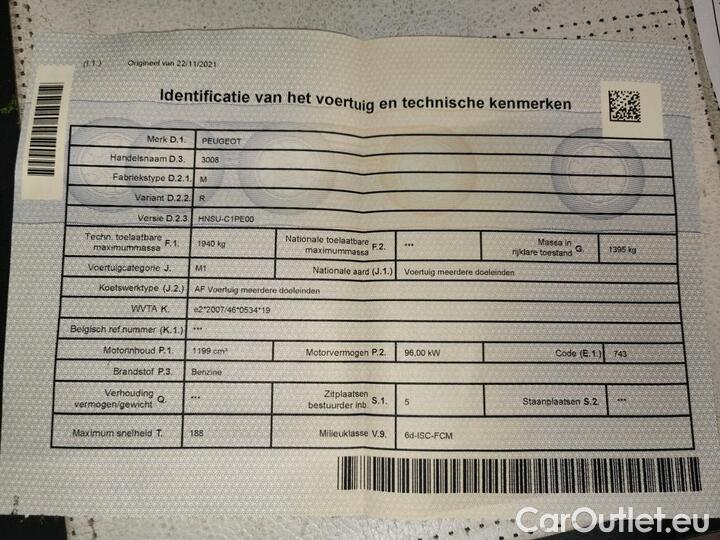 (I.1.) Origineel van 22/11/2021
Identificatie van het voertuig en technische kenmerken
Merk D.1. PEUGEOT
Handelsnaam D.3. 3008
Fabriekstype D.2.1. M
Variant D.2.2. R
Versie D.2.3. HNSU-C1PE00
Techn. toelaatbare maximummassa F.1. 1940 kg Nationale toelaatbare maximummassa F.2. *** Massa in rijklare toestand G. 1395 kg
Voertuigcategorie J. M1 Nationale aard (J.1.) Voertuig meerdere doeleinden
Koetswerktype (J.2.) AF Voertuig meerdere doeleinden
WVTA K. e2*2007/46*0534*19
Belgisch ref.nummer (K.1.) ***
Motorinhoud P.1. 1199 cm³ Motorvermogen P.2. 96,00 kW Code (E.1.) 743
Brandstof P.3. Benzine
Verhouding vermogen/gewicht Q. *** Zitplaatsen bestuurder inb. S.1. 5 Staanplaatsen S.2. ***
Maximum snelheid T. 188 Milieuklasse V.9. 6d-ISC-FCM
CarOutlet.eu